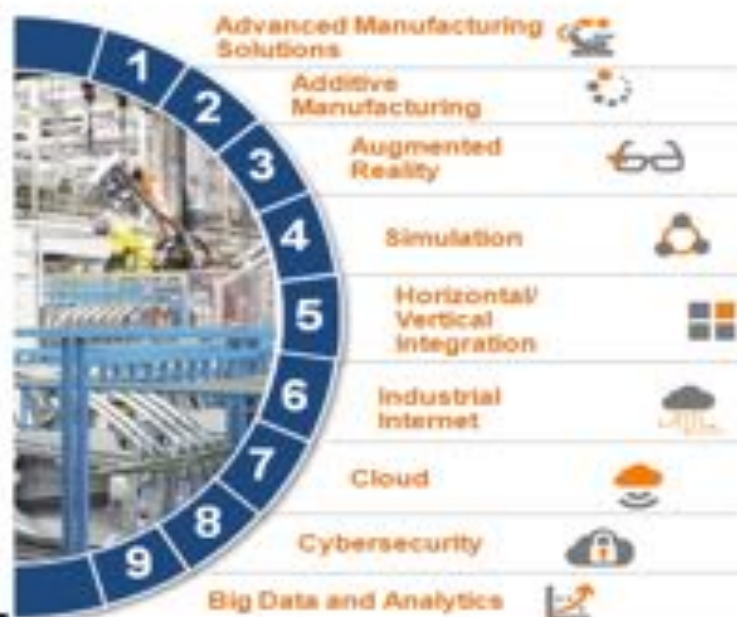 1
Advanced Manufacturing
Solutions
2
Additive
Manufacturing
3
Augmented
Reality
4
Simulation
5
Horizontal/
Vertical
Integration
6
Industrial
Internet
7
Cloud
8
Cybersecurity
9
Big Data and Analytics